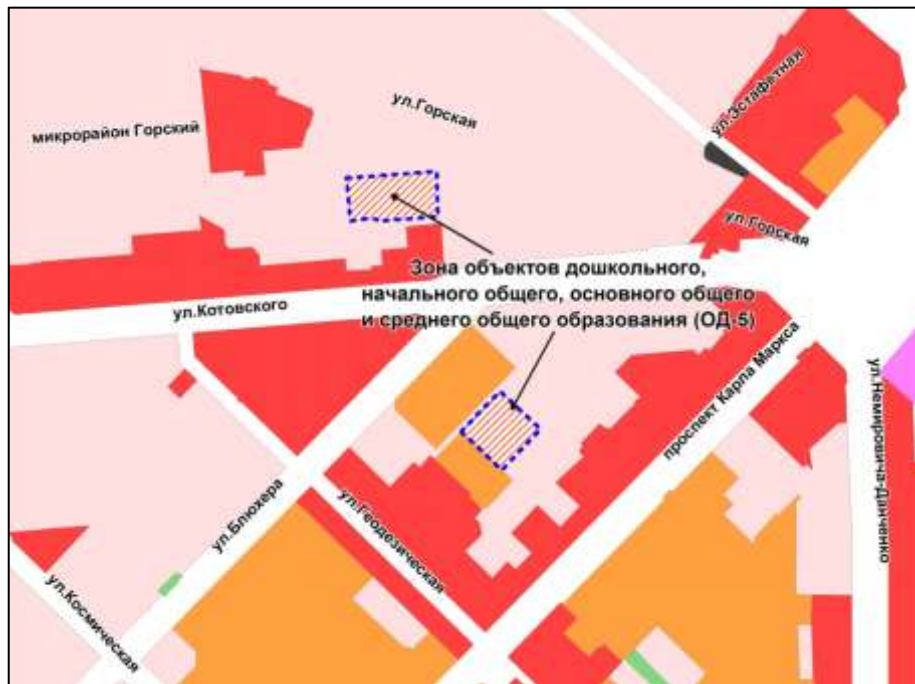 ул.Эстафетная
ул.Горская
микрорайон Горский
ул.Горская
Зона объектов дошкольного,
начального общего, основного общего
и среднего общего образования (ОД-5)
ул.Котовского
проспект Карла Маркса
ул.Немировича-Данченко
ул.Блюхера
ул.Геодезическая
ул.Космическая